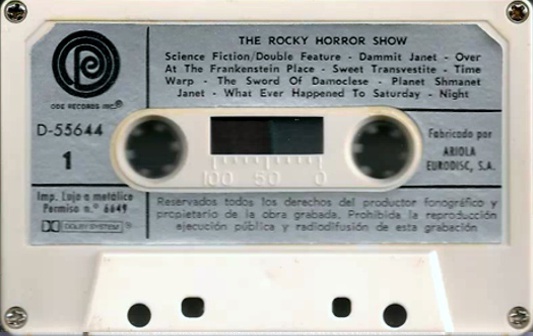 THE ROCKY HORROR SHOW
Science Fiction/Double Feature - Dammit Janet - Over
At The Frankenstein Place - Sweet Transvestite - Time
Warp - The Sword Of Damoclese - Planet Shmanet
Janet - What Ever Happened To Saturday - Night
ODE RECORDS INC.®
D-55644
1
Fabricado por
ARIOLA
EURODISC, S.A.
100 50 0
Imp. Lujo a metálico
Permiso n.º 6649
DOLBY SYSTEM ®
Reservados todos los derechos del productor fonográfico y
propietario de la obra grabada. Prohibida la reproducción
ejecución pública y radiodifusión de esta grabación